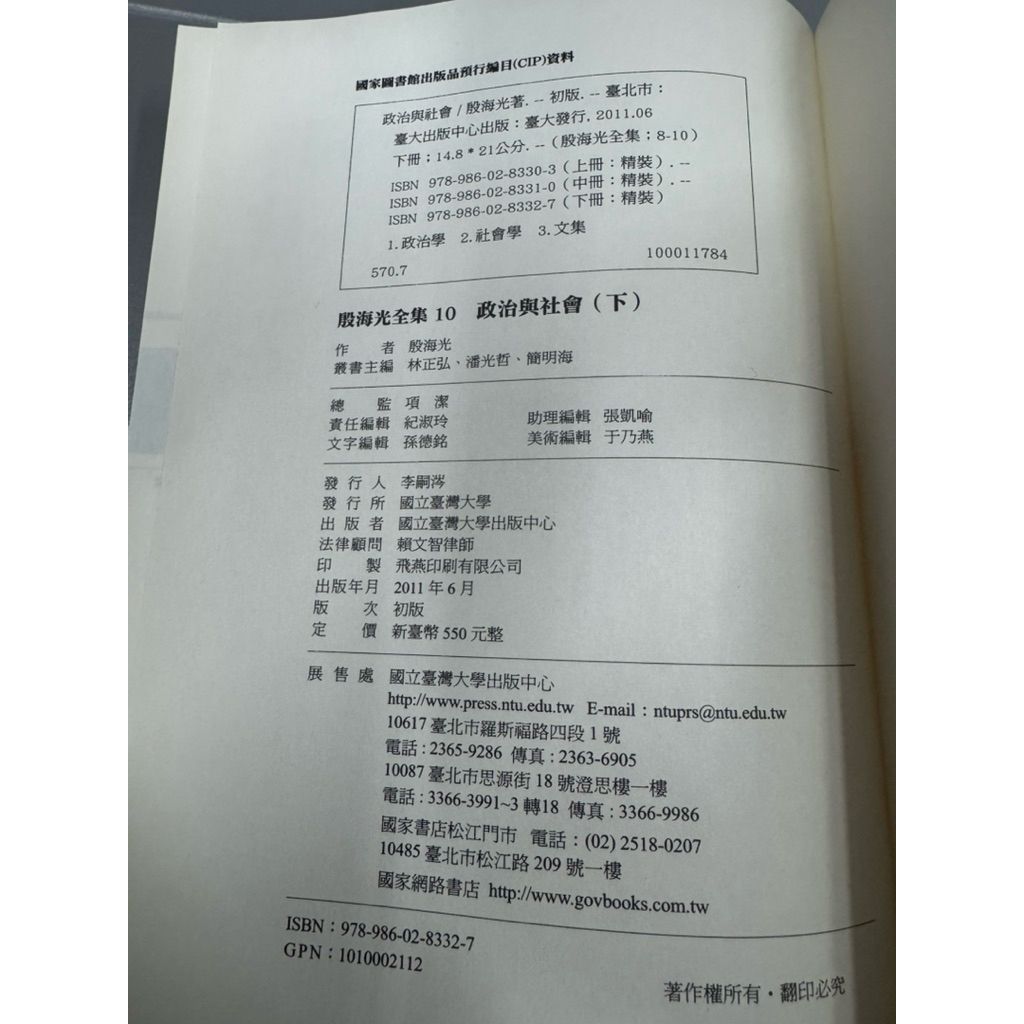 國家圖書館出版品預行編目(CIP)資料
政治與社會 / 殷海光著. -- 初版. -- 臺北市：
臺大出版中心出版：臺大發行, 2011.06
下冊；14.8 * 21公分. --（殷海光全集；8-10）
ISBN 978-986-02-8330-3（上冊：精裝）. --
ISBN 978-986-02-8331-0（中冊：精裝）. --
ISBN 978-986-02-8332-7（下冊：精裝）
1.政治學 2.社會學 3.文集
570.7 100011784
殷海光全集 10 政治與社會（下）
作 者 殷海光
叢書主編 林正弘、潘光哲、簡明海
總 監 項 潔
責任編輯 紀淑玲 助理編輯 張凱喻
文字編輯 孫德銘 美術編輯 于乃燕
發 行 人 李嗣涔
發 行 所 國立臺灣大學
出 版 者 國立臺灣大學出版中心
法律顧問 賴文智律師
印 製 飛燕印刷有限公司
出版年月 2011 年 6 月
版 次 初版
定 價 新臺幣 550 元整
展 售 處 國立臺灣大學出版中心
http://www.press.ntu.edu.tw E-mail：ntuprs@ntu.edu.tw
10617 臺北市羅斯福路四段 1 號
電話：2365-9286 傳真：2363-6905
10087 臺北市思源街 18 號澄思樓一樓
電話：3366-3991~3 轉18 傳真：3366-9986
國家書店松江門市 電話：(02) 2518-0207
10485 臺北市松江路 209 號一樓
國家網路書店 http://www.govbooks.com.tw
ISBN：978-986-02-8332-7
GPN：1010002112
著作權所有・翻印必究